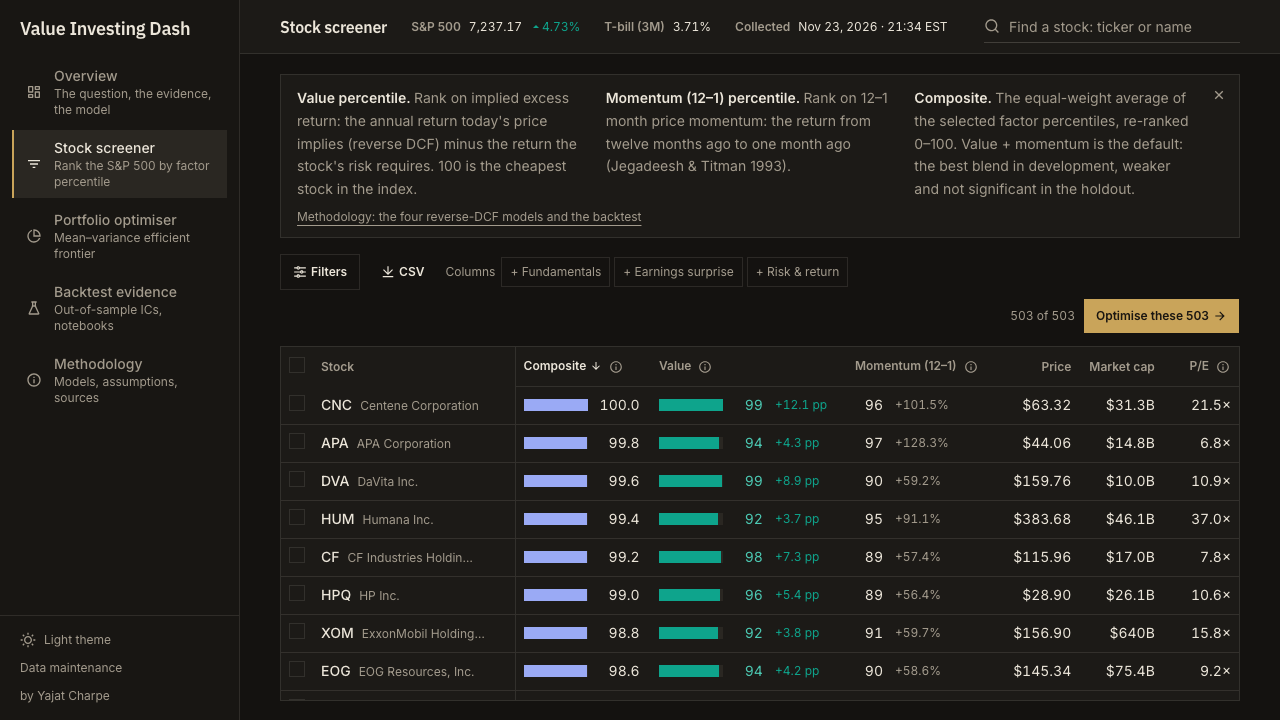 Value Investing Dash
Overview
The question, the evidence,
the model
Stock screener
Rank the S&P 500 by factor
percentile
Portfolio optimiser
Mean–variance efficient
frontier
Backtest evidence
Out-of-sample ICs,
notebooks
Methodology
Models, assumptions,
sources
Light theme
Data maintenance
by Yajat Charpe
Stock screener S&P 500 7,237.17 4.73% T-bill (3M) 3.71% Collected Nov 23, 2026 · 21:34 EST Find a stock: ticker or name
Value percentile. Rank on implied excess
return: the annual return today's price
implies (reverse DCF) minus the return the
stock's risk requires. 100 is the cheapest
stock in the index.
Momentum (12–1) percentile. Rank on 12–1
month price momentum: the return from
twelve months ago to one month ago
(Jegadeesh & Titman 1993).
Composite. The equal-weight average of
the selected factor percentiles, re-ranked
0–100. Value + momentum is the default:
the best blend in development, weaker
and not significant in the holdout.
Methodology: the four reverse-DCF models and the backtest
Filters CSV Columns + Fundamentals + Earnings surprise + Risk & return
503 of 503 Optimise these 503 →
Stock Composite ↓ Value Momentum (12–1) Price Market cap P/E
CNC Centene Corporation 100.0 99 +12.1 pp 96 +101.5% $63.32 $31.3B 21.5×
APA APA Corporation 99.8 94 +4.3 pp 97 +128.3% $44.06 $14.8B 6.8×
DVA DaVita Inc. 99.6 99 +8.9 pp 90 +59.2% $159.76 $10.0B 10.9×
HUM Humana Inc. 99.4 92 +3.7 pp 95 +91.1% $383.68 $46.1B 37.0×
CF CF Industries Holdin... 99.2 98 +7.3 pp 89 +57.4% $115.96 $17.0B 7.8×
HPQ HP Inc. 99.0 96 +5.4 pp 89 +56.4% $28.90 $26.1B 10.6×
XOM ExxonMobil Holding... 98.8 92 +3.8 pp 91 +59.7% $156.90 $640B 15.8×
EOG EOG Resources, Inc. 98.6 94 +4.2 pp 90 +58.6% $145.34 $75.4B 9.2×